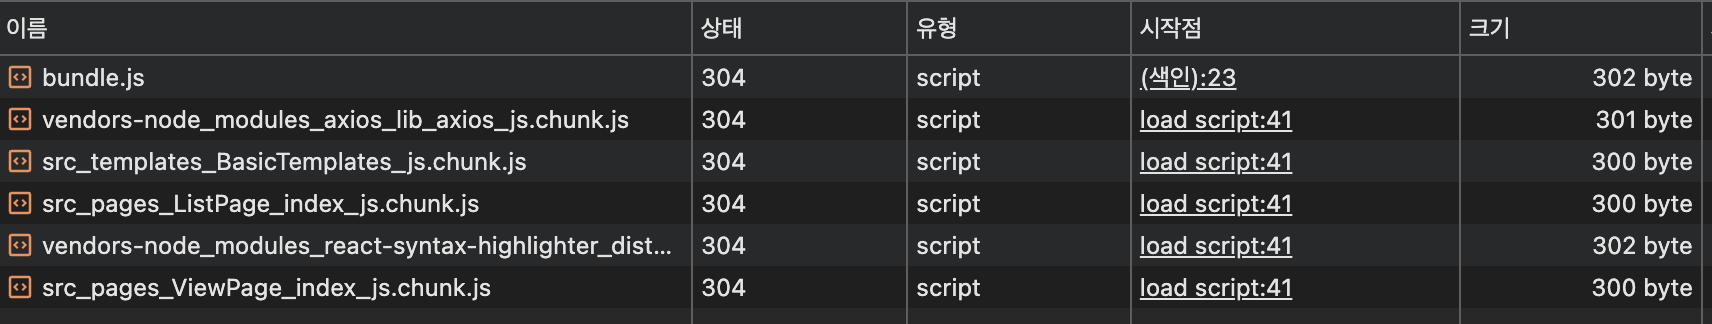 이름 상태 유형 시작점 크기
bundle.js 304 script (색인):23 302 byte
vendors-node_modules_axios_lib_axios_js.chunk.js 304 script load script:41 301 byte
src_templates_BasicTemplates_js.chunk.js 304 script load script:41 300 byte
src_pages_ListPage_index_js.chunk.js 304 script load script:41 300 byte
vendors-node_modules_react-syntax-highlighter_dist... 304 script load script:41 302 byte
src_pages_ViewPage_index_js.chunk.js 304 script load script:41 300 byte